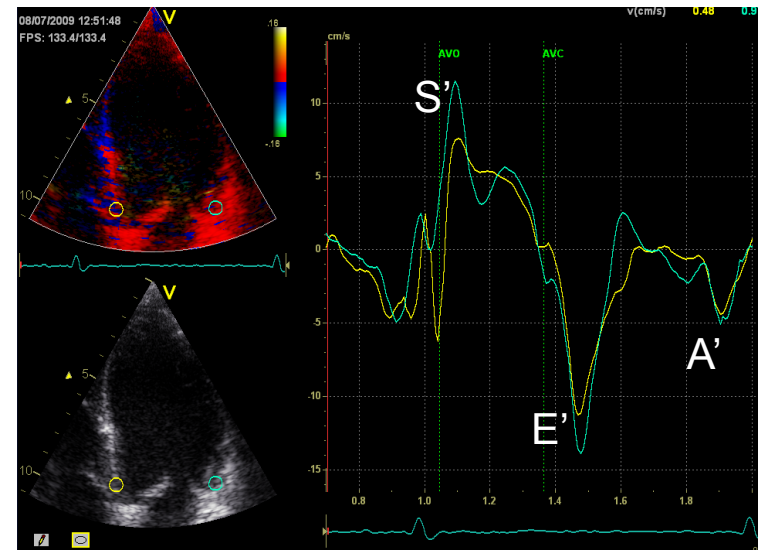 08/07/2009 12:51:48
FPS: 133.4/133.4
V
.16
-.16
5
10
V
5
10
v(cm/s) 0.48 0.9
cm/s
AVO AVC
S'
E'
A'
10
5
0
-5
-10
-15
0.8 1.0 1.2 1.4 1.6 1.8